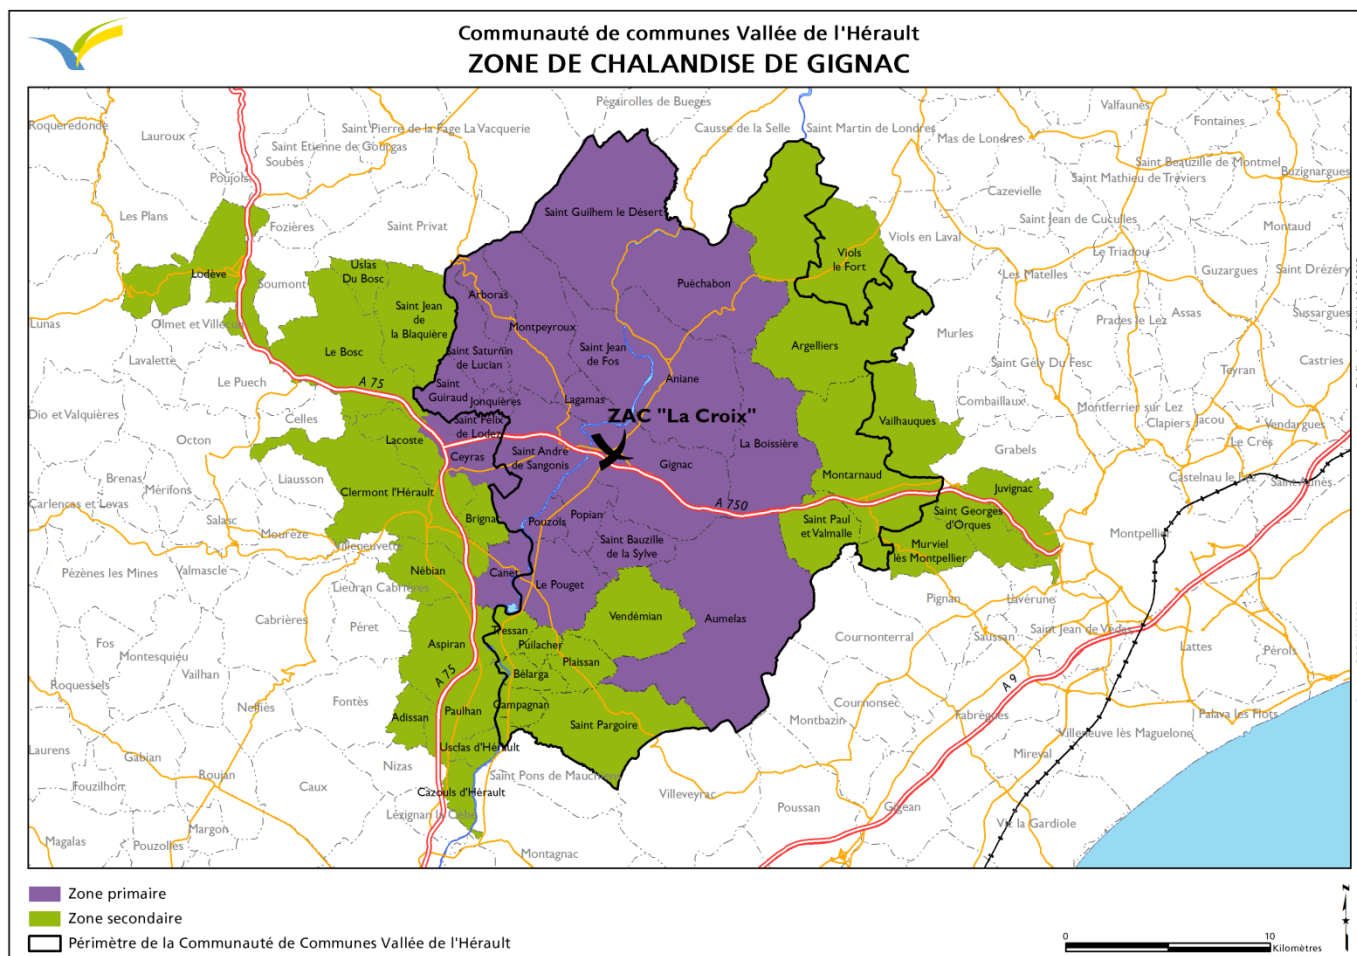 Communauté de communes Vallée de l'Hérault
ZONE DE CHALANDISE DE GIGNAC
Pégairolles de Bueges
Valfaunes
Roqueredonde
Lauroux
Saint Pierre de la Fage
La Vacquerie
Causse de la Selle
Saint Martin de Londres
Mas de Londres
Fontaines
Saint Etienne de Gourgas
Soubès
Saint Beauzille de Montmel
Buzignargues
Poujols
Saint Mathieu de Tréviers
Cazevielle
Les Plans
Fozières
Saint Privat
Saint Guilhem le Désert
Saint Jean de Cuculles
Montaud
Viols en Laval
Le Triadou
Viols
le Fort
Uslas
Du Bosc
Lodève
Soumont
Puéchabon
Les Matelles
Guzargues
Saint Drézéry
Arboras
Saint Jean
de
la Blaquière
Lunas
Olmet et Villecun
Montpeyroux
Murles
Prades le Lez
Assas
Sussargues
Le Bosc
Saint Saturnin
de Lucian
Saint Jean
de Fos
Argelliers
Lavalette
Saint Gély Du Fesc
Castries
Teyran
Le Puech
A 75
Saint
Guiraud
Jonquières
Lagamas
Aniane
Combaillaux
Montferrier sur Lez
Dio et Valquières
Celles
Saint Félix
de Lodez
ZAC "La Croix"
Vailhauques
Clapiers
Jacou
Vendargues
Octon
Lacoste
La Boissière
Le Crès
Ceyras
Saint André
de Sangonis
Gignac
Grabels
Brenas
Mérifons
Liausson
Clermont l'Hérault
Montarnaud
Juvignac
Castelnau le Lez
Saint Aunès
Carlencas et Levas
Salasc
Brignac
Pouzols
Popian
A 750
Saint Paul
et Valmalle
Saint Georges
d'Orques
Moureze
Villeneuvette
Saint Bauzille
de la Sylve
Murviel
lès Montpellier
Montpellier
Pézènes les Mines
Valmascle
Nébian
Canet
Le Pouget
Lieuran Cabrières
Pignan
Lavérune
Cabrières
Péret
Vendémian
Aumelas
Tressan
Cournonterral
Saussan
Saint Jean de Védas
Fos
Montesquieu
Vailhan
Aspiran
Puilacher
Plaissan
Lattes
Pérols
Roquessels
A 75
Bélarga
A 9
Neffiès
Fontès
Adissan
Paulhan
Campagnan
Saint Pargoire
Cournonsec
Montbazin
Fabrègues
Palava les Flots
Laurens
Gabian
Usclas d'Hérault
Villeneuve lès Maguelone
Mireval
Nizas
Roujan
Fouzilhon
Caux
Saint Pons de Mauchiens
Cazouls d'Hérault
Villeveyrac
Poussan
Gigean
Lézignan la Cèbe
Vic la Gardiole
Magalas
Margon
Pouzolles
Montagnac
Zone primaire
Zone secondaire
Périmètre de la Communauté de Communes Vallée de l'Hérault
N
0
10
Kilomètres